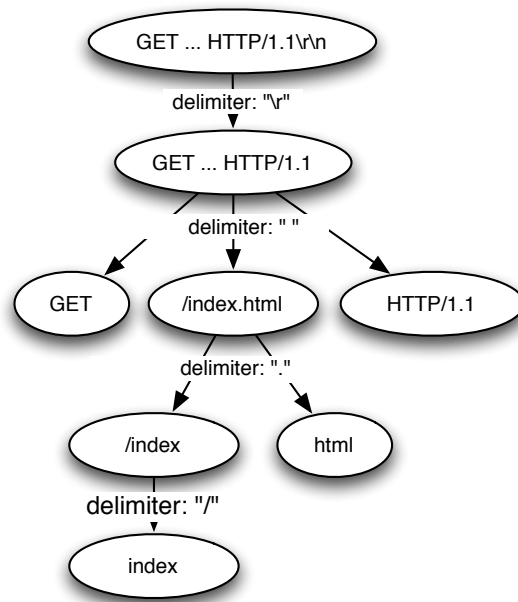 GET ... HTTP/1.1\r\n
delimiter: "\r"
GET ... HTTP/1.1
delimiter: " "
GET
/index.html
HTTP/1.1
delimiter: "."
/index
html
delimiter: "/"
index